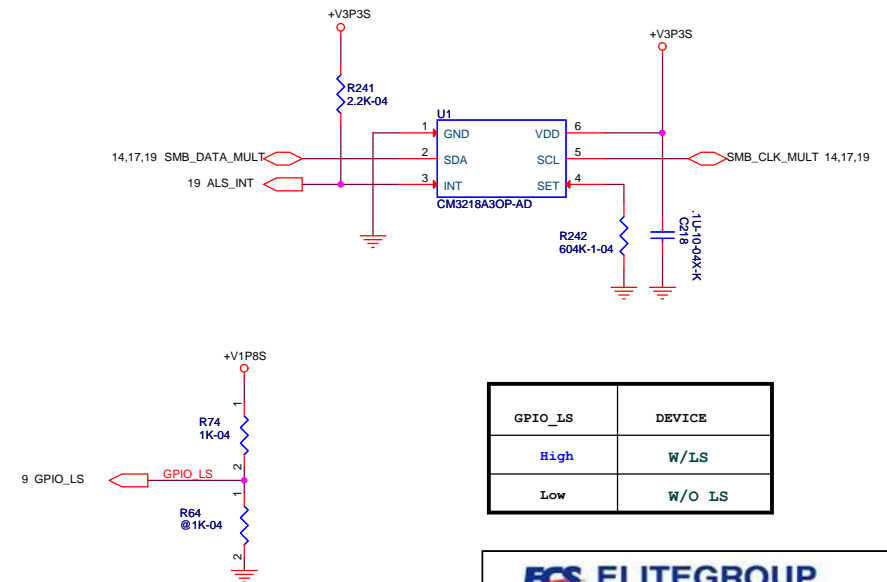 +V3P3S
+V3P3S
R241
2.2K-04
U1
1 GND VDD 6
14,17,19 SMB_DATA_MULT 2 SDA SCL 5 SMB_CLK_MULT 14,17,19
19 ALS_INT 3 INT SET 4
CM3218A3OP-AD
R242
604K-1-04
C218
.1U-10-04X-K
+V1P8S
1
R74
1K-04
2
9 GPIO_LS GPIO_LS
1
R64
@1K-04
2
GPIO_LS DEVICE
High W/LS
Low W/O LS
ECS ELITEGROUP